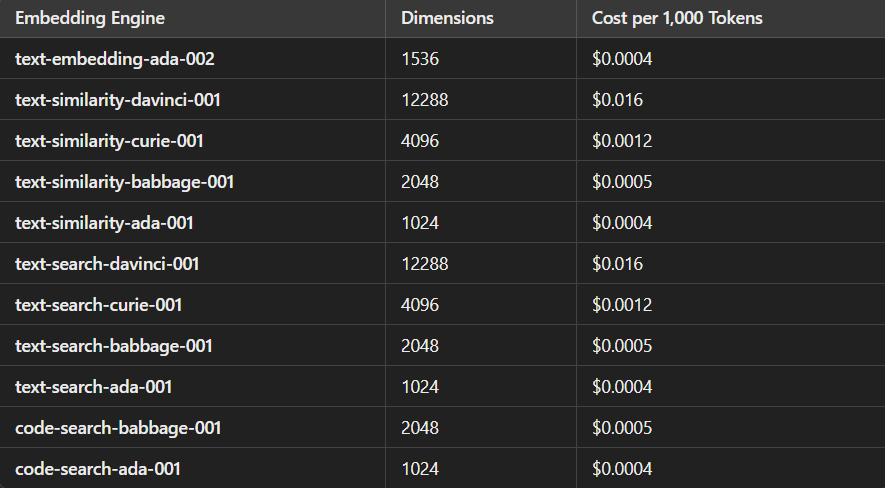 Embedding Engine Dimensions Cost per 1,000 Tokens
text-embedding-ada-002 1536 $0.0004
text-similarity-davinci-001 12288 $0.016
text-similarity-curie-001 4096 $0.0012
text-similarity-babbage-001 2048 $0.0005
text-similarity-ada-001 1024 $0.0004
text-search-davinci-001 12288 $0.016
text-search-curie-001 4096 $0.0012
text-search-babbage-001 2048 $0.0005
text-search-ada-001 1024 $0.0004
code-search-babbage-001 2048 $0.0005
code-search-ada-001 1024 $0.0004